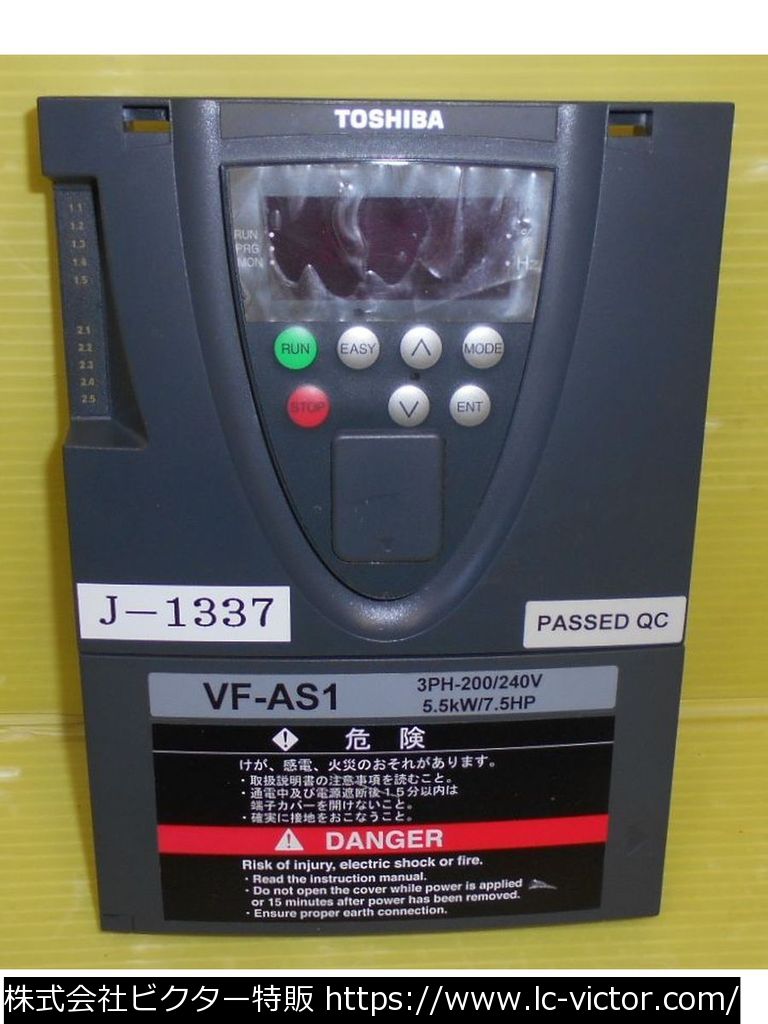 TOSHIBA
1.1
1.2
1.3
1.4
1.5
2.1
2.2
2.3
2.4
2.5
RUN
PRG
MON
%
Hz
RUN EASY MODE
STOP ENT
J-1337
PASSED QC
VF-AS1
3PH-200/240V
5.5kW/7.5HP
危 険
けが、感電、火災のおそれがあります。
・取扱説明書の注意事項を読むこと。
・通電中及び電源遮断後15分以内は
端子カバーを開けないこと。
・確実に接地をおこなうこと。
DANGER
Risk of injury, electric shock or fire.
・Read the instruction manual.
・Do not open the cover while power is applied
or 15 minutes after power has been removed.
・Ensure proper earth connection.
株式会社ビクター特販 https://www.lc-victor.com/